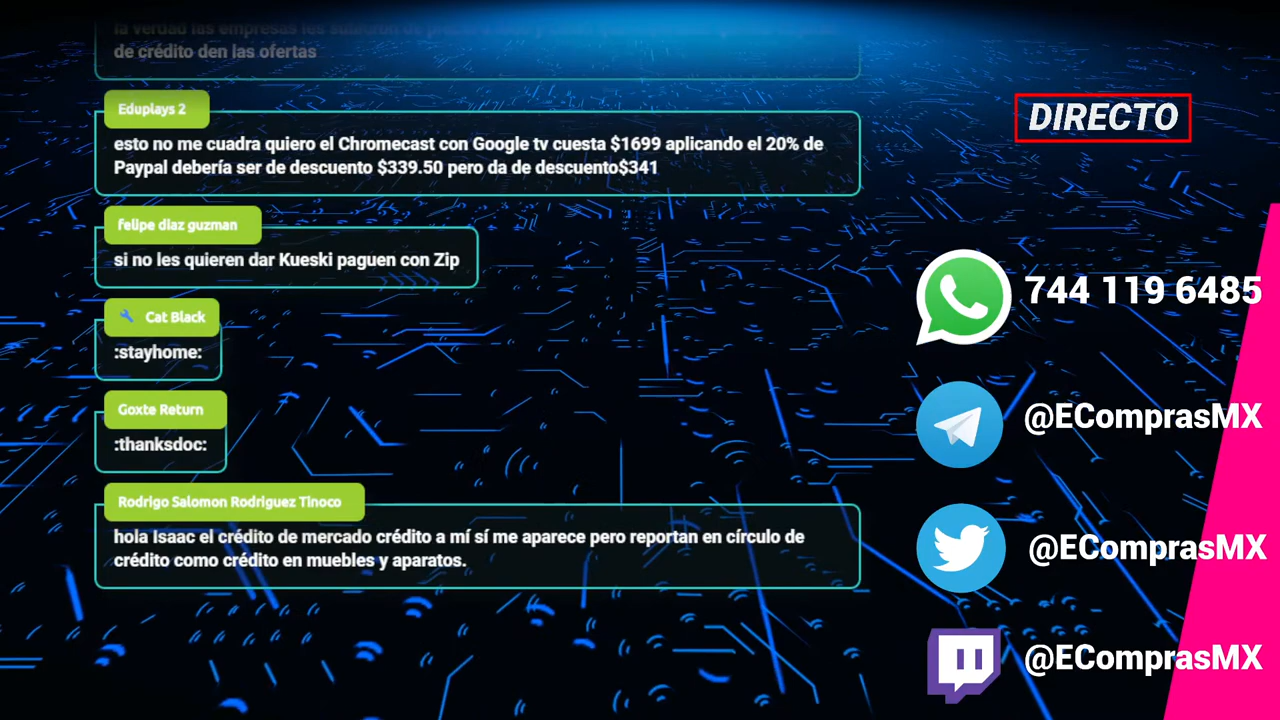 la verdad las empresas les subieron de precio
de crédito den las ofertas
Eduplays 2
esto no me cuadra quiero el Chromecast con Google tv cuesta $1699 aplicando el 20% de
Paypal debería ser de descuento $339.50 pero da de descuento$341
felipe diaz guzman
si no les quieren dar Kueski paguen con Zip
Cat Black
:stayhome:
Goxte Return
:thanksdoc:
Rodrigo Salomon Rodriguez Tinoco
hola Isaac el crédito de mercado crédito a mí sí me aparece pero reportan en círculo de
crédito como crédito en muebles y aparatos.
DIRECTO
744 119 6485
@EComprasMX
@EComprasMX
@EComprasMX